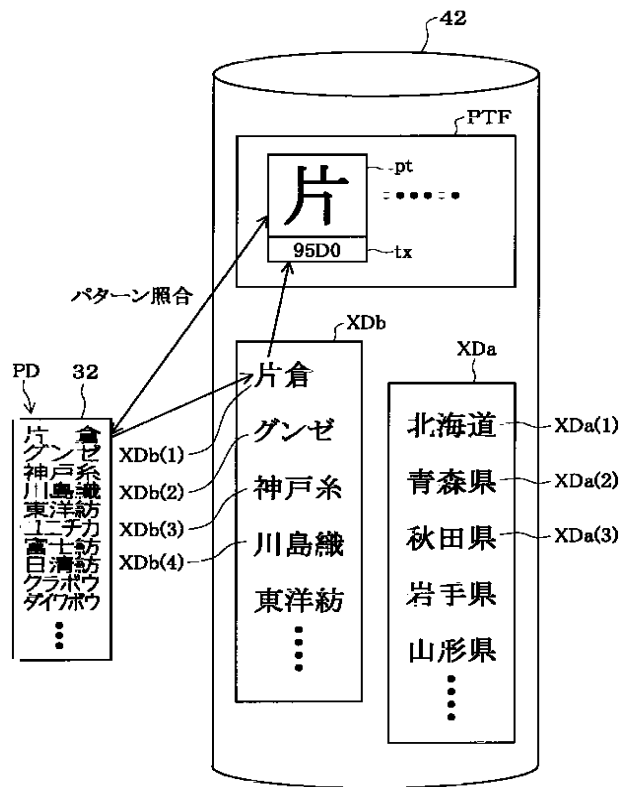 42
PTF
片
pt
95D0
tx
パターン照合
XDb
片倉
グンゼ
神戸糸
川島織
東洋紡
XDa
北海道
青森県
秋田県
岩手県
山形県
XDa(1)
XDa(2)
XDa(3)
XDb(1)
XDb(2)
XDb(3)
XDb(4)
PD
32
片倉
グンゼ
神戸糸
川島織
東洋紡
ユニチカ
富士紡
日清紡
クラボウ
ダイワボウ